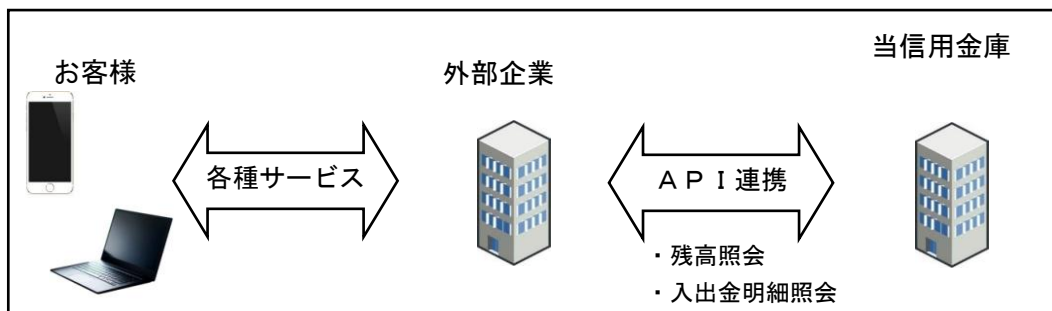 お客様
外部企業
当信用金庫
各種サービス
ＡＰＩ連携
・残高照会
・入出金明細照会